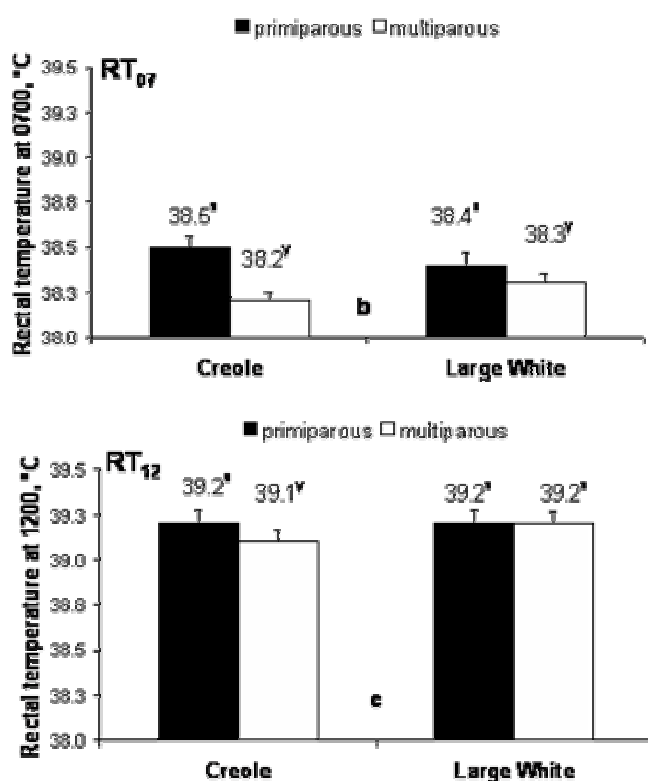 ■ primiparous □ multiparous
RT07
Rectal temperature at 0700, °C
39.5
39.3
39.0
38.8
38.5
38.3
38.0
38.6x
38.2y
38.4x
38.3y
b
Creole
Large White
■ primiparous □ multiparous
RT12
Rectal temperature at 1200, °C
39.5
39.3
39.0
38.8
38.5
38.3
38.0
39.2x
39.1y
39.2x
39.2x
Creole
Large White